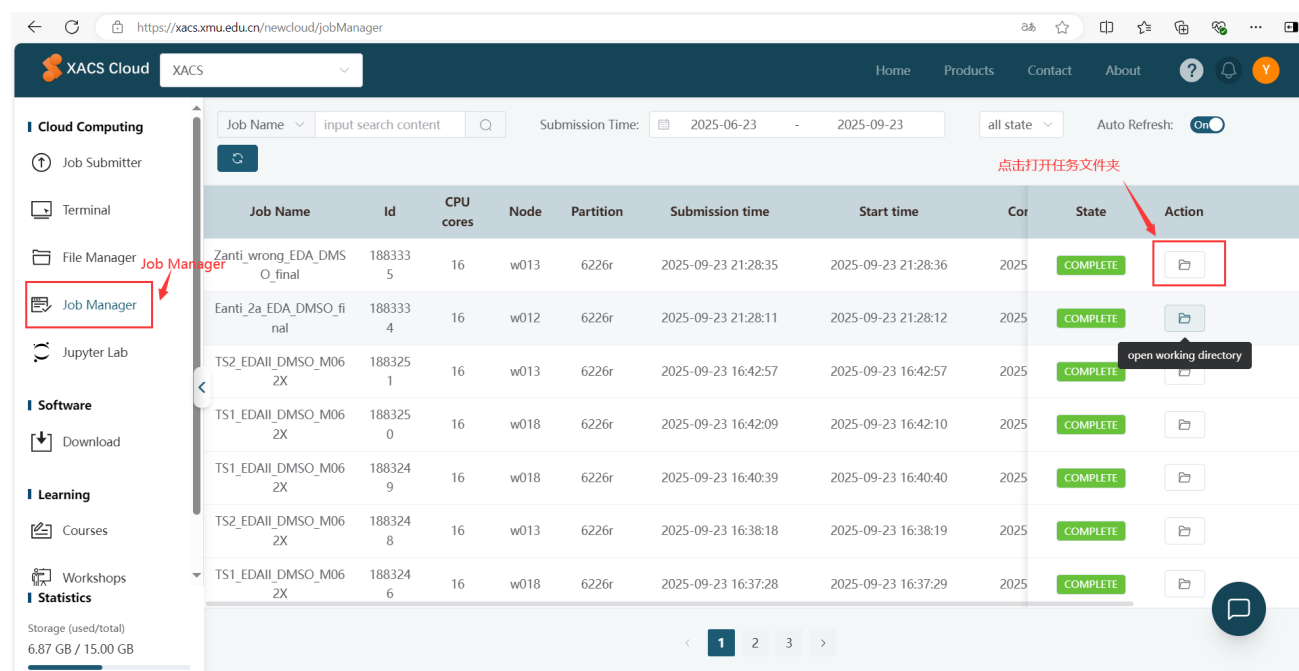 https://xacs.xmu.edu.cn/newcloud/jobManager
XACS Cloud XACS Home Products Contact About ? Y
Cloud Computing
Job Submitter
Terminal
File Manager
Job Manager
Job Manager
Jupyter Lab
Software
Download
Learning
Courses
Workshops
Statistics
Storage (used/total)
6.87 GB / 15.00 GB
Job Name input search content Submission Time: 2025-06-23 - 2025-09-23 all state Auto Refresh: On
点击打开任务文件夹
Job Name Id CPU cores Node Partition Submission time Start time Cor State Action
Zanti_wrong_EDA_DMSO_final 1883335 16 w013 6226r 2025-09-23 21:28:35 2025-09-23 21:28:36 2025 COMPLETE
Eanti_2a_EDA_DMSO_final 1883334 16 w012 6226r 2025-09-23 21:28:11 2025-09-23 21:28:12 2025 COMPLETE
open working directory
TS2_EDAII_DMSO_M062X 1883251 16 w013 6226r 2025-09-23 16:42:57 2025-09-23 16:42:57 2025 COMPLETE
TS1_EDAII_DMSO_M062X 1883250 16 w018 6226r 2025-09-23 16:42:09 2025-09-23 16:42:10 2025 COMPLETE
TS1_EDAII_DMSO_M062X 1883249 16 w018 6226r 2025-09-23 16:40:39 2025-09-23 16:40:40 2025 COMPLETE
TS2_EDAII_DMSO_M062X 1883248 16 w013 6226r 2025-09-23 16:38:18 2025-09-23 16:38:19 2025 COMPLETE
TS1_EDAII_DMSO_M062X 1883246 16 w018 6226r 2025-09-23 16:37:28 2025-09-23 16:37:29 2025 COMPLETE
1 2 3